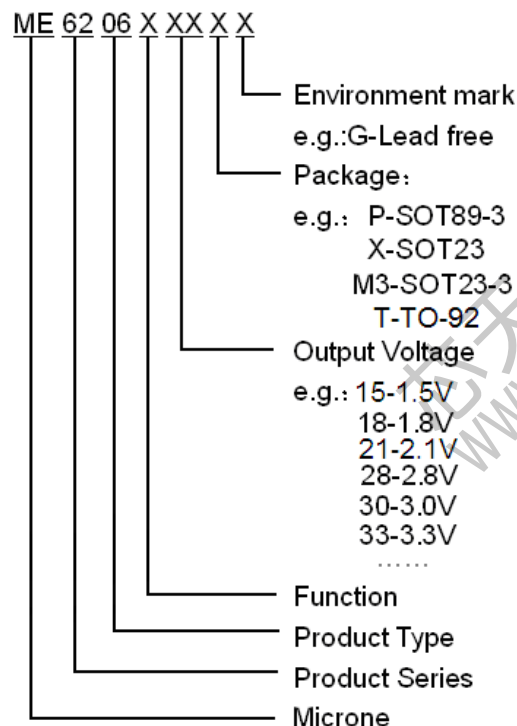 ME 62 06 X XX X X
Environment mark
e.g.:G-Lead free
Package：
e.g.： P-SOT89-3
X-SOT23
M3-SOT23-3
T-TO-92
Output Voltage
e.g.：15-1.5V
18-1.8V
21-2.1V
28-2.8V
30-3.0V
33-3.3V
……
Function
Product Type
Product Series
Microne